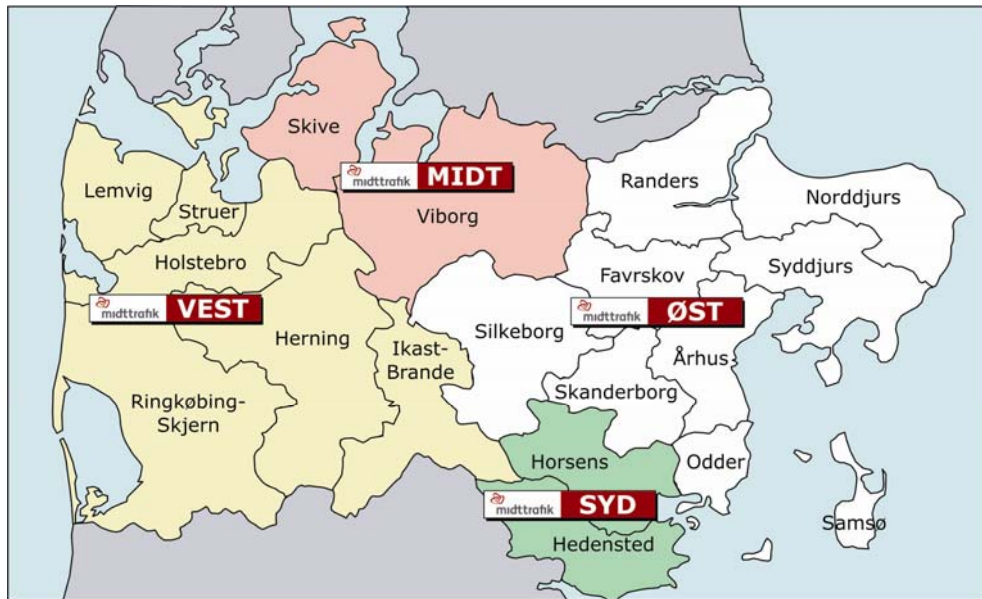 Skive
midttrafik MIDT
Lemvig
Struer
Viborg
Randers
Norddjurs
Holstebro
Favrskov
Syddjurs
midttrafik VEST
midttrafik ØST
Herning
Silkeborg
Ikast-
Brande
Århus
Skanderborg
Ringkøbing-
Skjern
Horsens
Odder
midttrafik SYD
Samsø
Hedensted